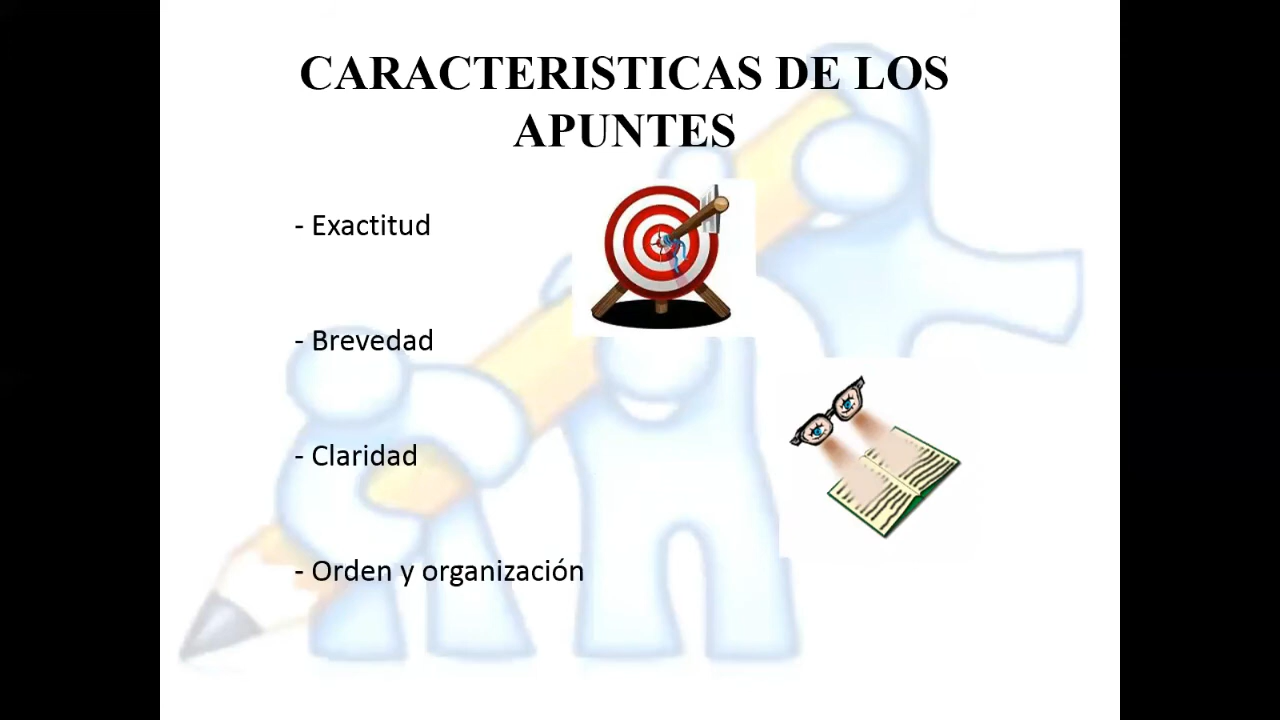 CARACTERISTICAS DE LOS
APUNTES
- Exactitud
- Brevedad
- Claridad
- Orden y organización